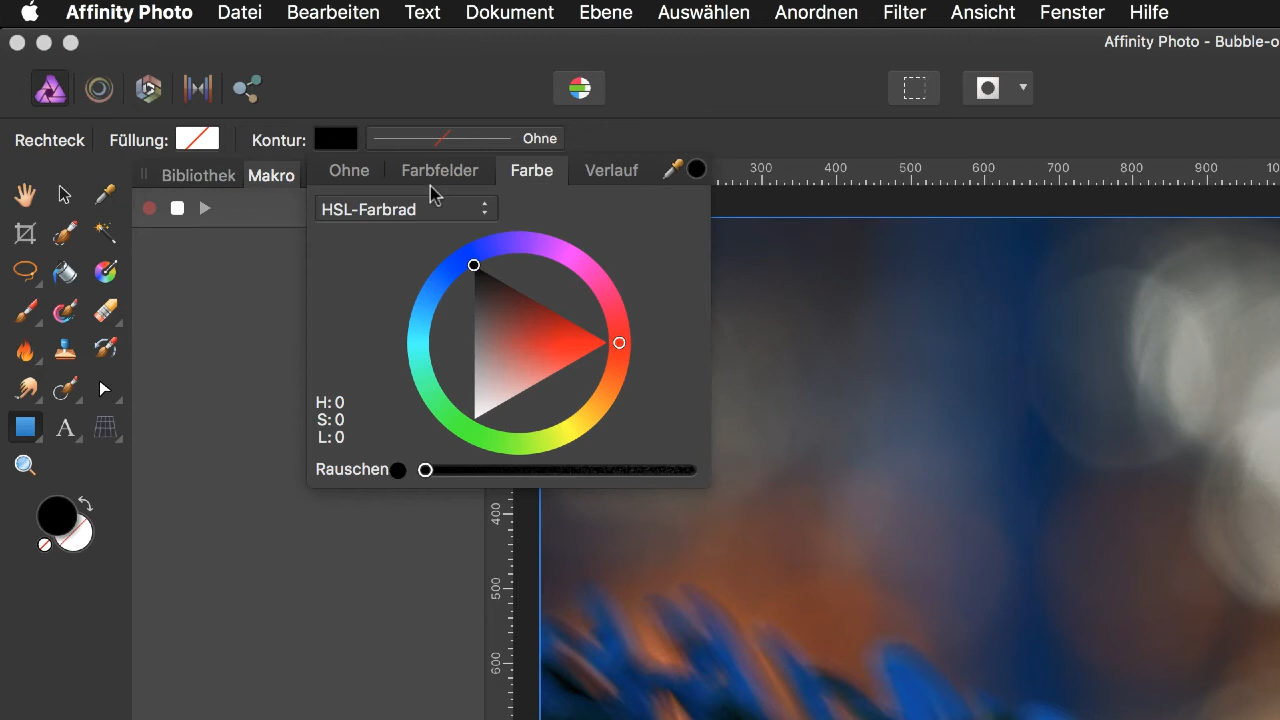 Affinity Photo Datei Bearbeiten Text Dokument Ebene Auswählen Anordnen Filter Ansicht Fenster Hilfe
Affinity Photo - Bubble-o
Rechteck Füllung: Kontur: Ohne
Bibliothek Makro
Ohne Farbfelder Farbe Verlauf
300 400 500 600 700 800 900 100
HSL-Farbrad
H: 0
S: 0
L: 0
Rauschen
400
500
600